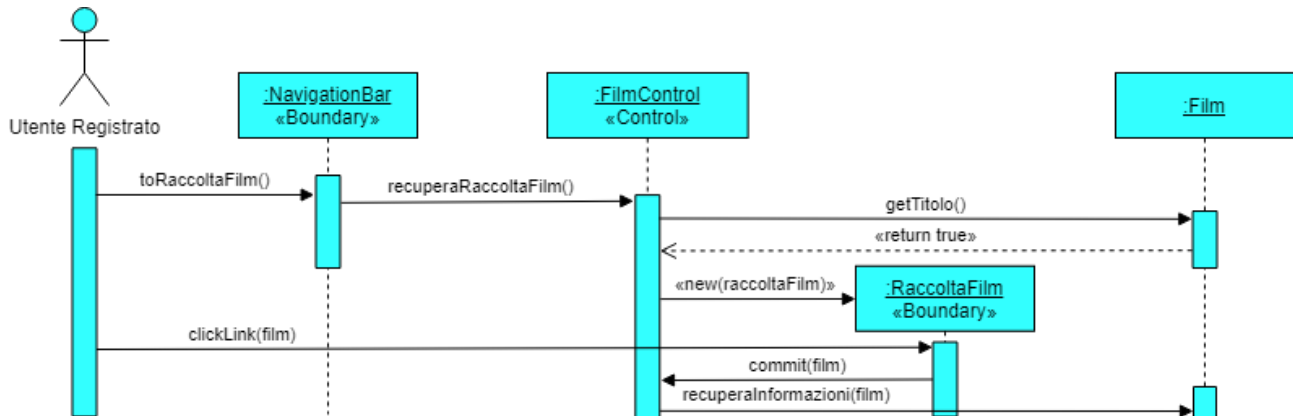 Utente Registrato
:NavigationBar
«Boundary»
:FilmControl
«Control»
:Film
toRaccoltaFilm()
recuperaRaccoltaFilm()
getTitolo()
«return true»
«new(raccoltaFilm)»
:RaccoltaFilm
«Boundary»
clickLink(film)
commit(film)
recuperaInformazioni(film)